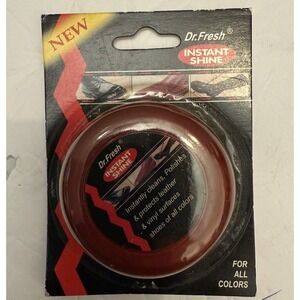 NEW
Dr.Fresh®
INSTANT
SHINE
Dr.Fresh®
INSTANT
SHINE
Instantly cleans, Polishes
& protects leather
& vinyl surfaces
shoes of all colors
FOR
ALL
COLORS